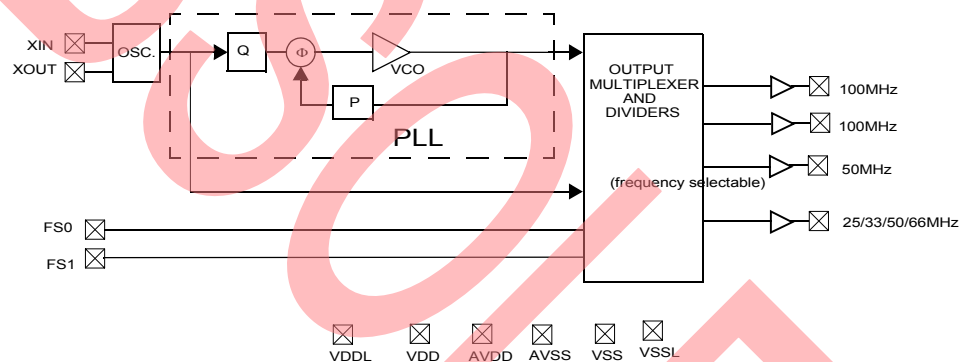 XIN
XOUT
OSC.
Q
Φ
VCO
P
PLL
OUTPUT
MULTIPLEXER
AND
DIVIDERS
(frequency selectable)
100MHz
100MHz
50MHz
25/33/50/66MHz
FS0
FS1
VDDL
VDD
AVDD
AVSS
VSS
VSSL